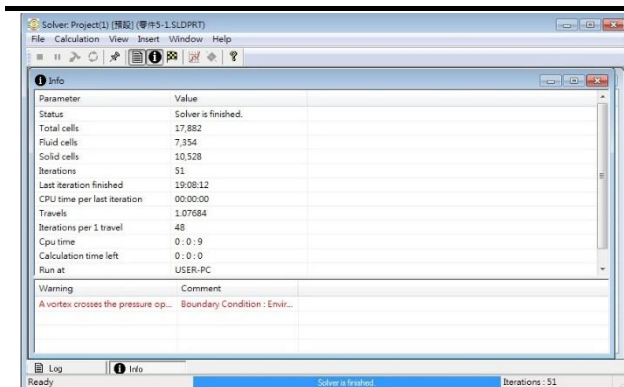 Solver: Project(1) [預設] (零件5-1.SLDPRT)
File Calculation View Insert Window Help
Info
Parameter Value
Status Solver is finished.
Total cells 17,882
Fluid cells 7,354
Solid cells 10,528
Iterations 51
Last iteration finished 19:08:12
CPU time per last iteration 00:00:00
Travels 1.07684
Iterations per 1 travel 48
Cpu time 0 : 0 : 9
Calculation time left 0 : 0 : 0
Run at USER-PC
Warning Comment
A vortex crosses the pressure op... Boundary Condition : Envir...
Log Info
Ready Solver is finished. Iterations : 51